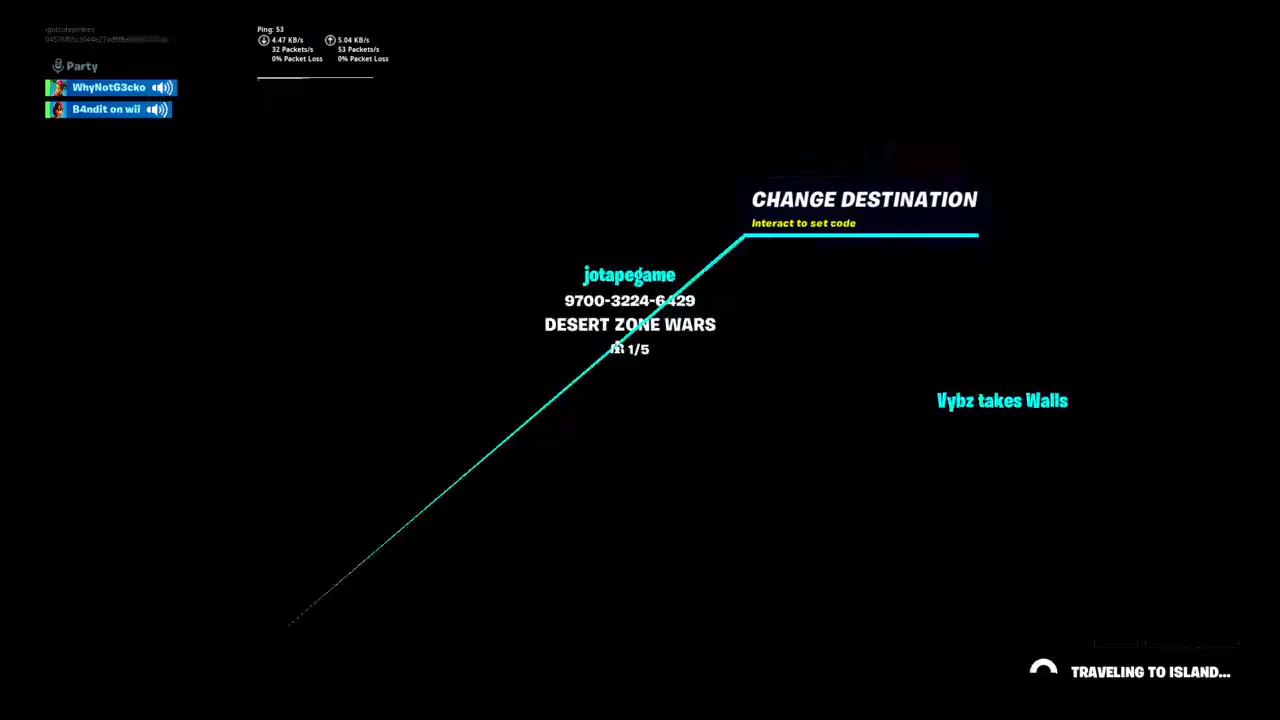 igotcutepinines
Ping: 53
4.47 KB/s
5.04 KB/s
32 Packets/s
53 Packets/s
0% Packet Loss
0% Packet Loss
Party
WhyNotG3cko
B4ndit on wii
CHANGE DESTINATION
Interact to set code
jotapegame
9700-3224-6429
DESERT ZONE WARS
1/5
Vybz takes Walls
TRAVELING TO ISLAND...